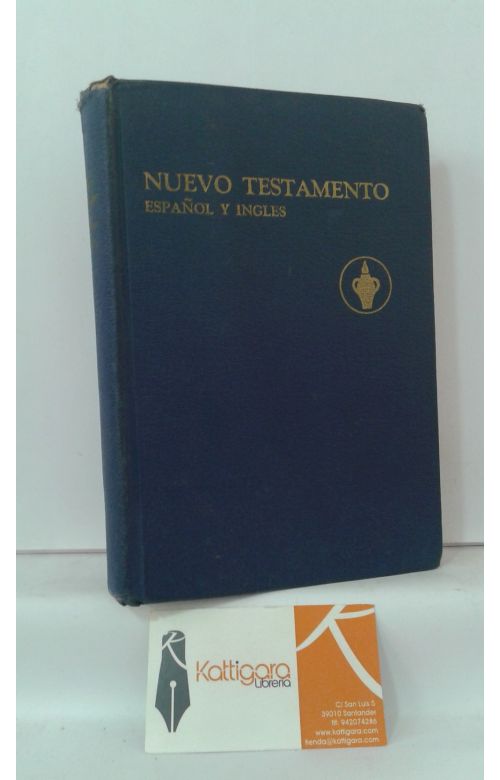 NUEVO TESTAMENTO
ESPAÑOL Y INGLES
Kattigara
Librería
C/ San Luis 5
39010 Santander
tlf: 942074286
www.kattigara.com
tienda@kattigara.com